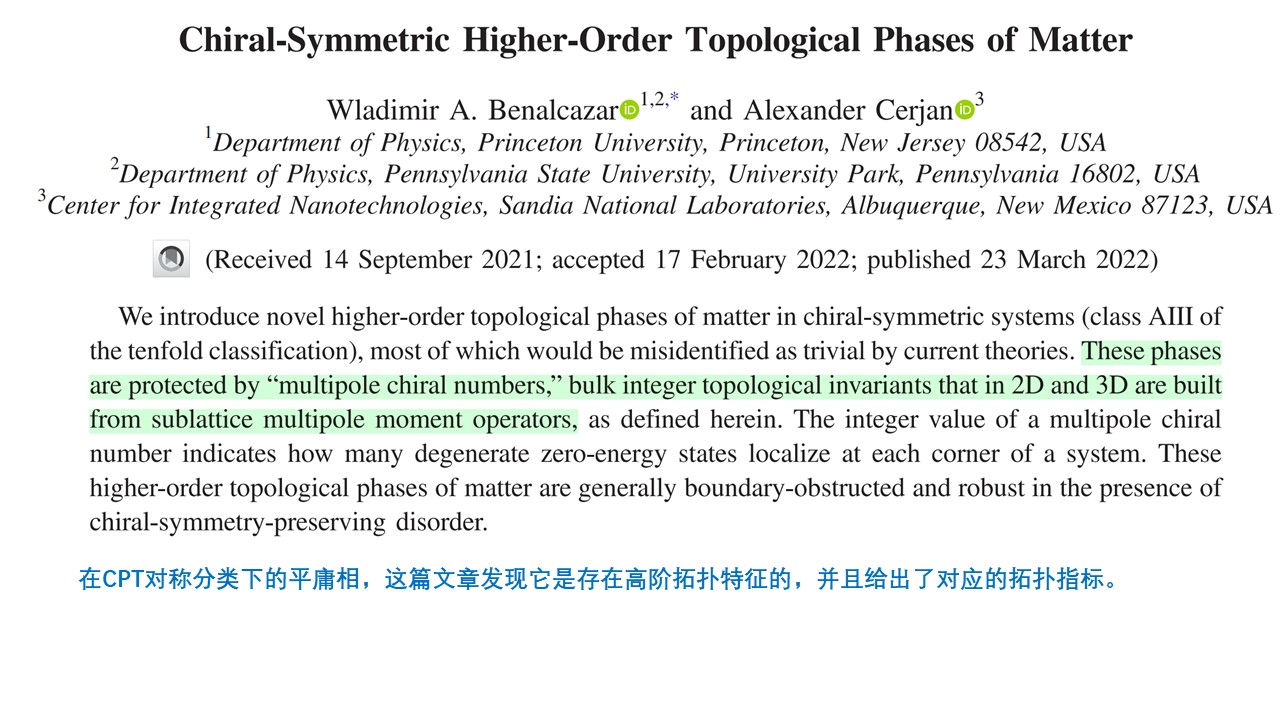 Chiral-Symmetric Higher-Order Topological Phases of Matter
Wladimir A. Benalcazar iD 1,2,* and Alexander Cerjan iD 3
1Department of Physics, Princeton University, Princeton, New Jersey 08542, USA
2Department of Physics, Pennsylvania State University, University Park, Pennsylvania 16802, USA
3Center for Integrated Nanotechnologies, Sandia National Laboratories, Albuquerque, New Mexico 87123, USA
(Received 14 September 2021; accepted 17 February 2022; published 23 March 2022)
We introduce novel higher-order topological phases of matter in chiral-symmetric systems (class AIII of
the tenfold classification), most of which would be misidentified as trivial by current theories. These phases
are protected by “multipole chiral numbers,” bulk integer topological invariants that in 2D and 3D are built
from sublattice multipole moment operators, as defined herein. The integer value of a multipole chiral
number indicates how many degenerate zero-energy states localize at each corner of a system. These
higher-order topological phases of matter are generally boundary-obstructed and robust in the presence of
chiral-symmetry-preserving disorder.
在CPT对称分类下的平庸相，这篇文章发现它是存在高阶拓扑特征的，并且给出了对应的拓扑指标。